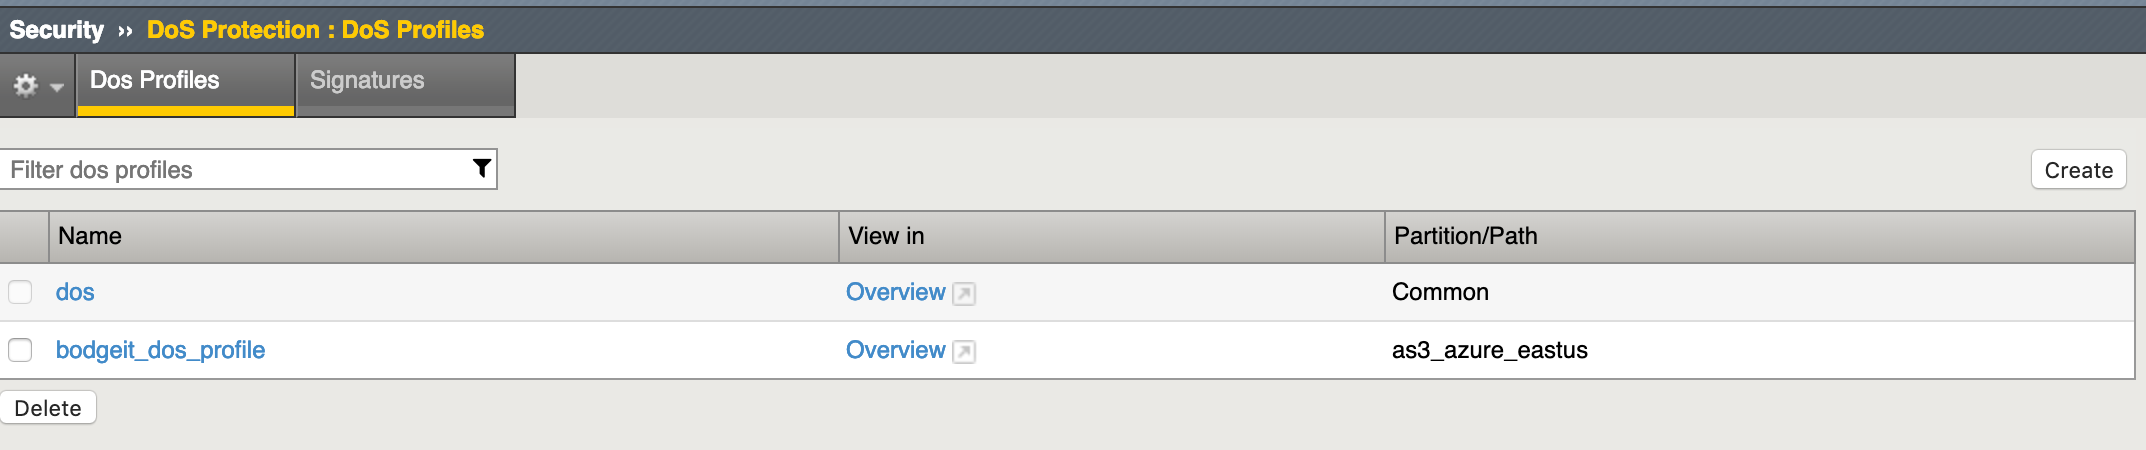 Security ›› DoS Protection : DoS Profiles
Dos Profiles Signatures
Filter dos profiles Create
Name View in Partition/Path
dos Overview Common
bodgeit_dos_profile Overview as3_azure_eastus
Delete